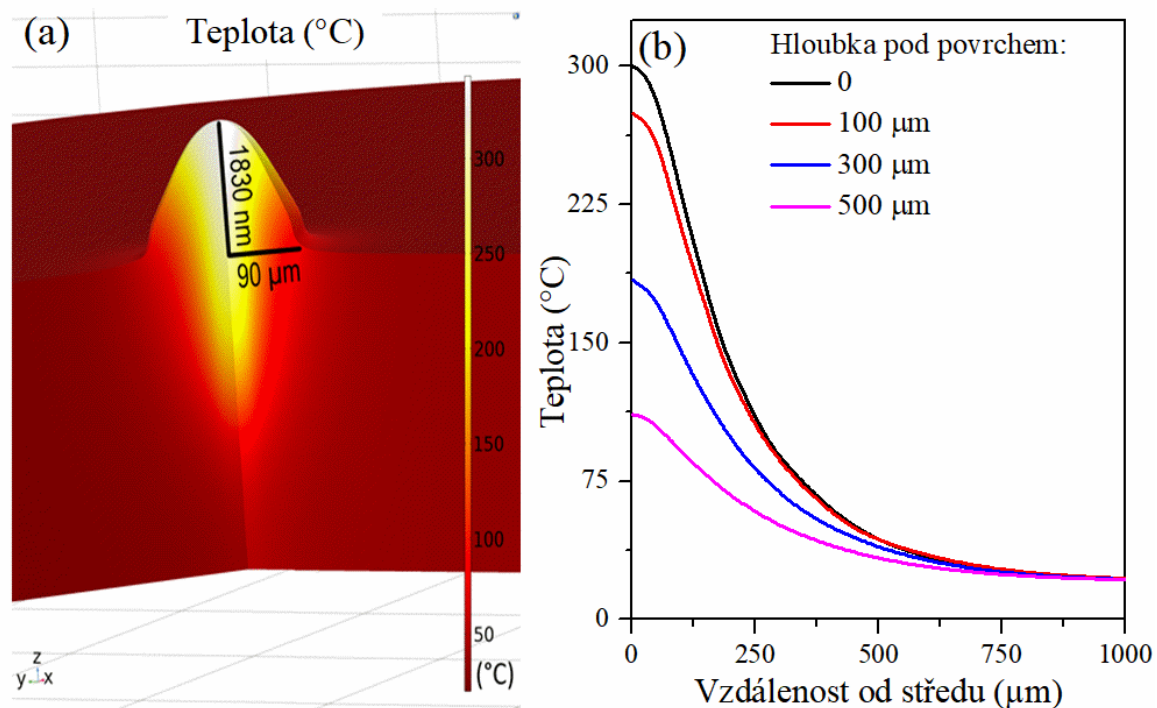 (a) Teplota (°C)
300
250
200
150
100
50
(°C)
1830 nm
90 µm
z
y x
(b)
Hloubka pod povrchem:
0
100 µm
300 µm
500 µm
Teplota (°C)
300
225
150
75
0
0 250 500 750 1000
Vzdálenost od středu (µm)